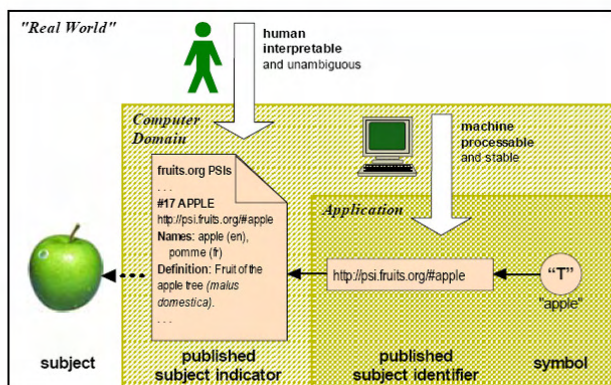 "Real World"
human
interpretable
and unambiguous
Computer
Domain
machine
processable
and stable
fruits.org PSIs
. . .
#17 APPLE
http://psi.fruits.org/#apple
Names: apple (en),
pomme (fr)
Definition: Fruit of the
apple tree (malus
domestica).
. . .
Application
http://psi.fruits.org/#apple
“T”
"apple"
subject
published
subject indicator
published
subject identifier
symbol